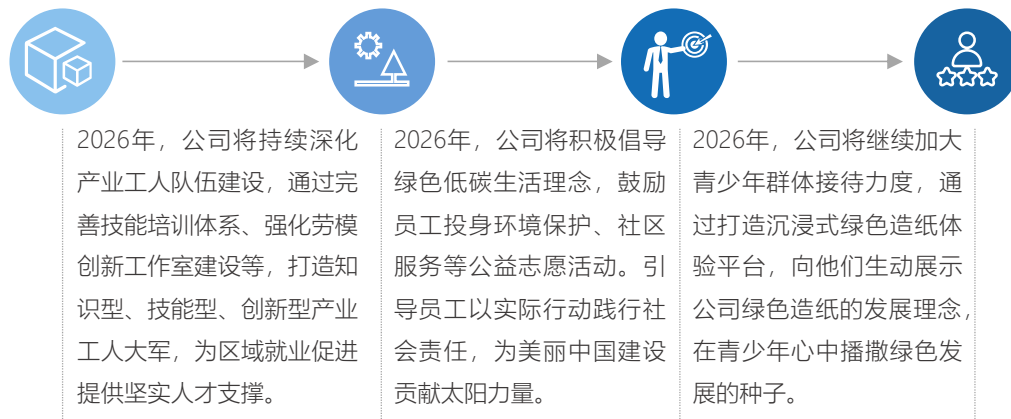 2026年，公司将持续深化
产业工人队伍建设，通过完
善技能培训体系、强化劳模
创新工作室建设等，打造知
识型、技能型、创新型产业
工人大军，为区域就业促进
提供坚实人才支撑。
2026年，公司将积极倡导
绿色低碳生活理念，鼓励
员工投身环境保护、社区
服务等公益志愿活动。引
导员工以实际行动践行社
会责任，为美丽中国建设
贡献太阳力量。
2026年，公司将继续加大
青少年群体接待力度，通
过打造沉浸式绿色造纸体
验平台，向他们生动展示
公司绿色造纸的发展理念，
在青少年心中播撒绿色发
展的种子。